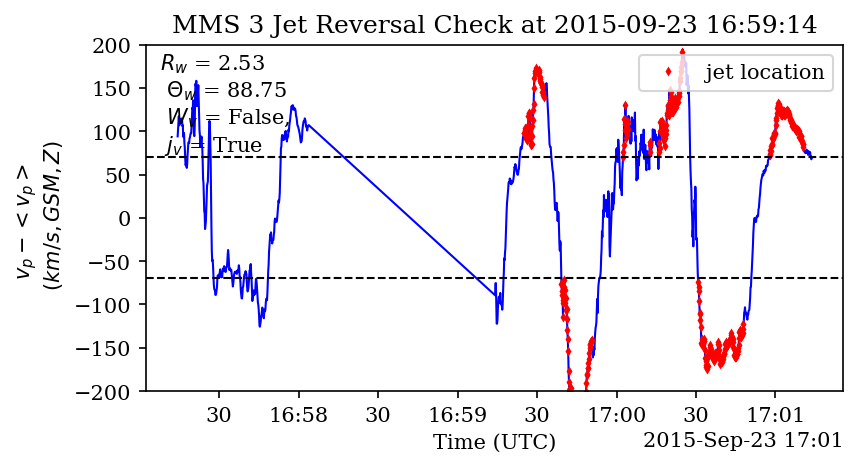 MMS 3 Jet Reversal Check at 2015-09-23 16:59:14
R_w = 2.53
Θ_w = 88.75
W_v = False,
j_v = True
jet location
v_p − <v_p>
(km/s, GSM, Z)
200
150
100
50
0
−50
−100
−150
−200
30 16:58 30 16:59 30 17:00 30 17:01
Time (UTC)
2015-Sep-23 17:01